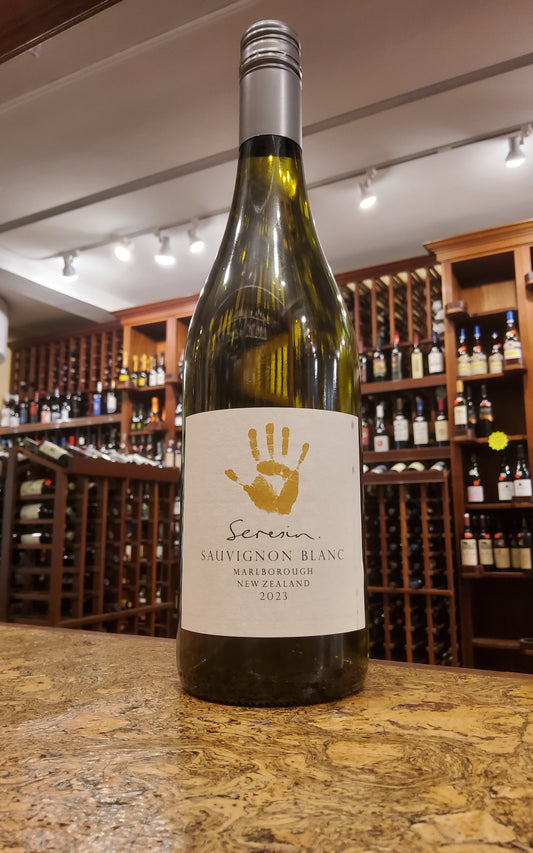 Seresin.
SAUVIGNON BLANC
MARLBOROUGH
NEW ZEALAND
2023